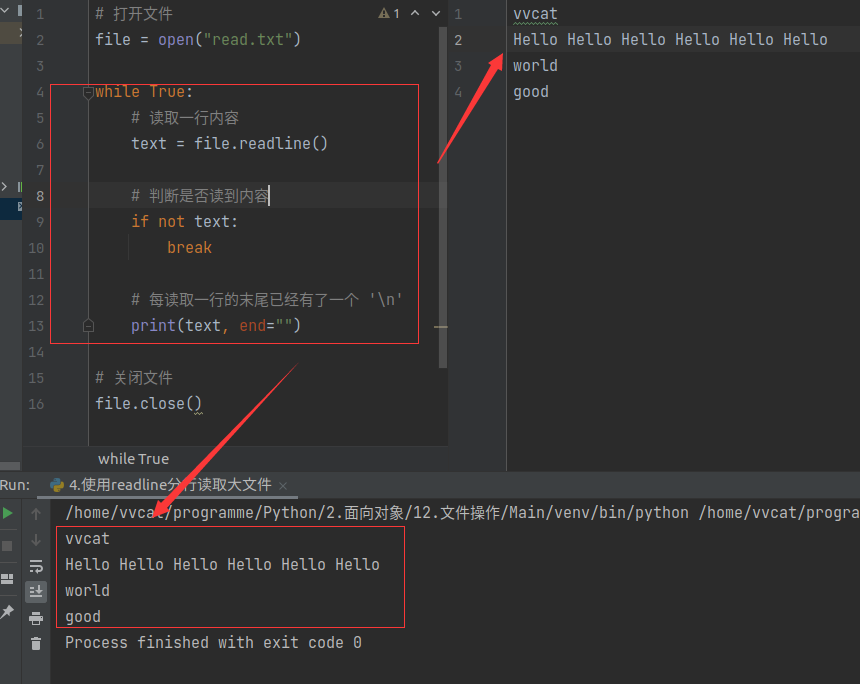 1 # 打开文件
2 file = open("read.txt")
3
4 while True:
5 # 读取一行内容
6 text = file.readline()
7
8 # 判断是否读到内容
9 if not text:
10 break
11
12 # 每读取一行的末尾已经有了一个 '\n'
13 print(text, end="")
14
15 # 关闭文件
16 file.close()
1
1 vvcat
2 Hello Hello Hello Hello Hello Hello
3 world
4 good
while True
Run: 4.使用readline分行读取大文件
/home/vvcat/programme/Python/2.面向对象/12.文件操作/Main/venv/bin/python /home/vvcat/progra
vvcat
Hello Hello Hello Hello Hello Hello
world
good
Process finished with exit code 0